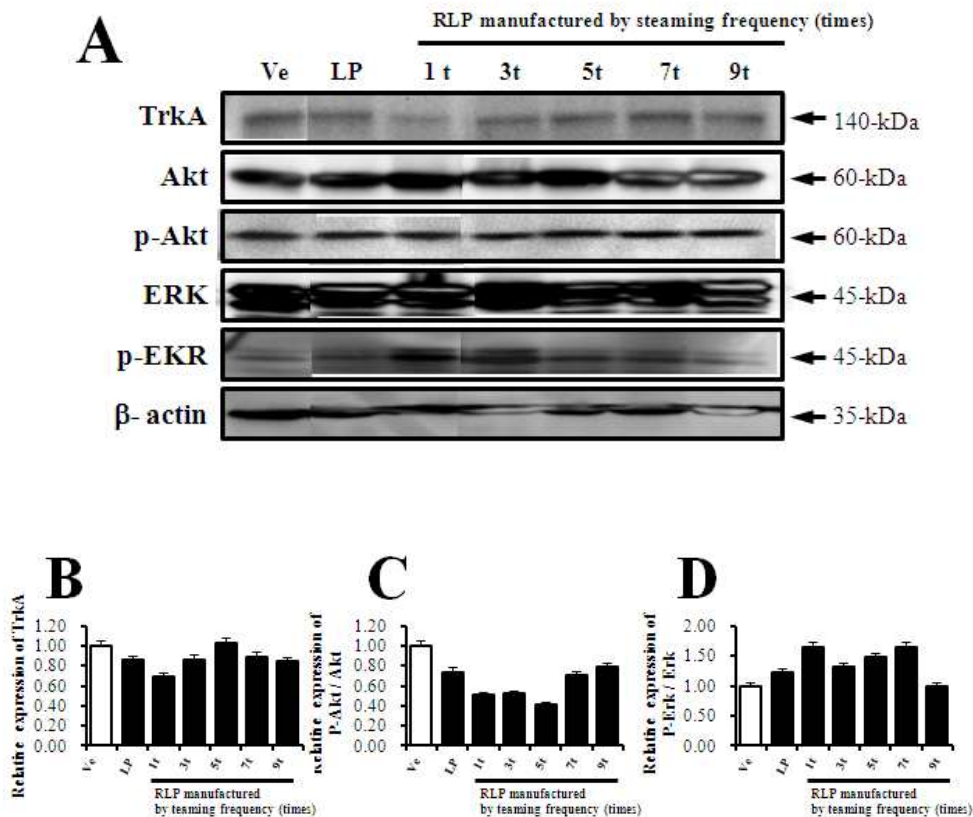 A
RLP manufactured by steaming frequency (times)
Ve LP 1 t 3t 5t 7t 9t
TrkA 140-kDa
Akt 60-kDa
p-Akt 60-kDa
ERK 45-kDa
p-EKR 45-kDa
β- actin 35-kDa
B
Relative expression of TrkA
1.20
1.00
0.80
0.60
0.40
0.20
0.00
Ve LP 1t 3t 5t 7t 9t
RLP manufactured
by teaming frequency (times)
C
Relative expression of
P-Akt / Akt
1.20
1.00
0.80
0.60
0.40
0.20
0.00
Ve LP 1t 3t 5t 7t 9t
RLP manufactured
by teaming frequency (times)
D
Relative expression of
P-Erk / Erk
2.00
1.50
1.00
0.50
0.00
Ve LP 1t 3t 5t 7t 9t
RLP manufactured
by teaming frequency (times)